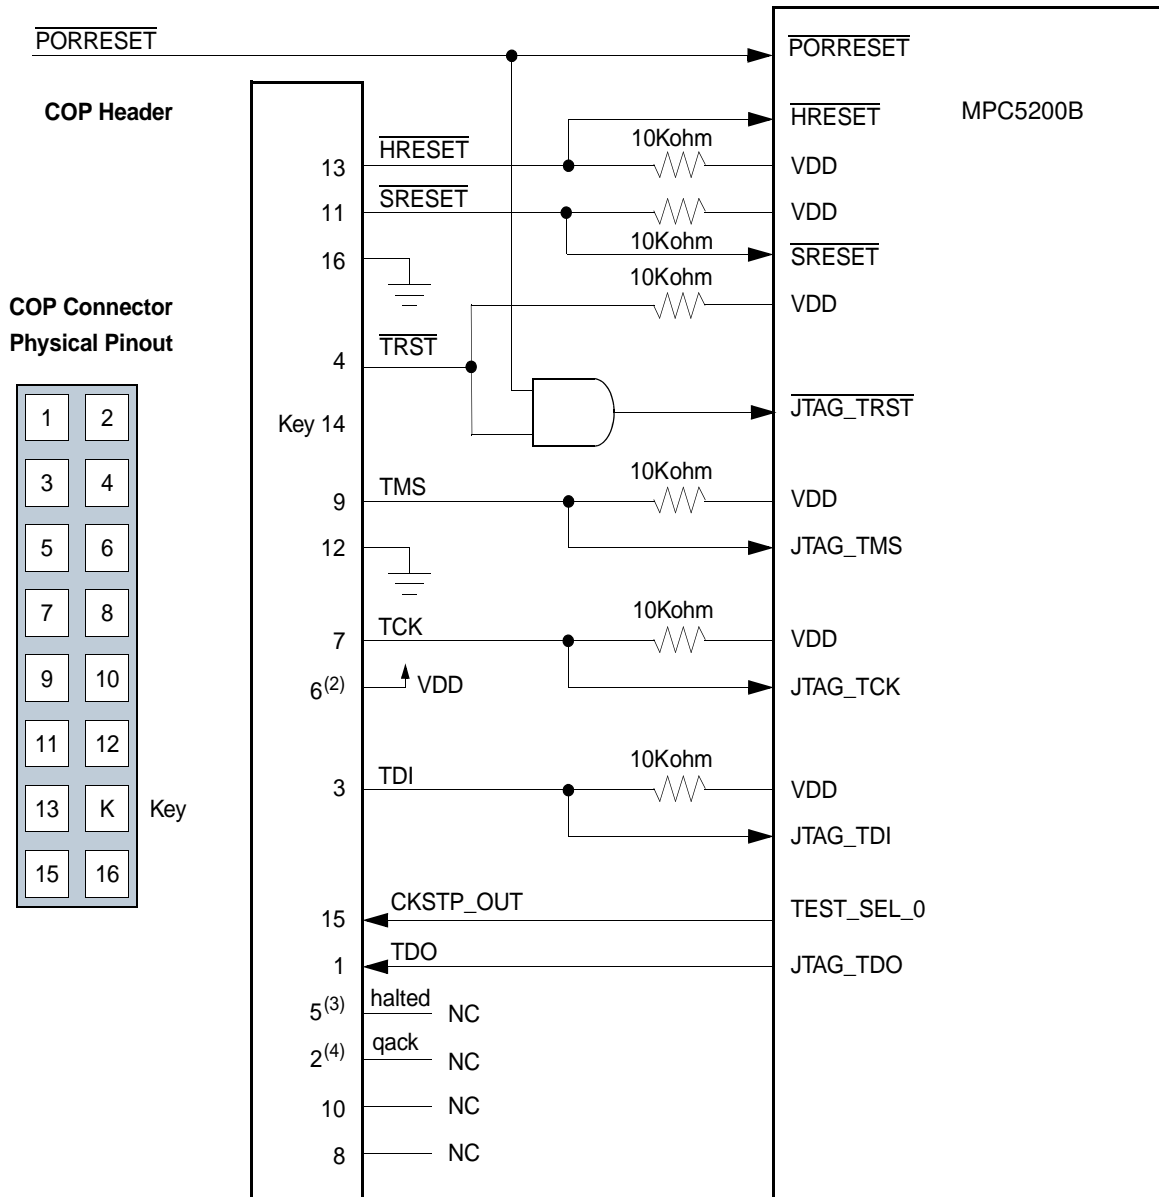 PORRESET
PORRESET
COP Header
HRESET
MPC5200B
13
HRESET
10Kohm
VDD
11
SRESET
VDD
10Kohm
SRESET
16
10Kohm
VDD
COP Connector
Physical Pinout
4
TRST
Key 14
JTAG_TRST
9
TMS
10Kohm
VDD
12
JTAG_TMS
7
TCK
10Kohm
VDD
6(2)
VDD
JTAG_TCK
3
TDI
10Kohm
VDD
JTAG_TDI
1 2
3 4
5 6
7 8
9 10
11 12
13 K Key
15 16
15
CKSTP_OUT
TEST_SEL_0
1
TDO
JTAG_TDO
5(3)
halted
NC
2(4)
qack
NC
10
NC
8
NC